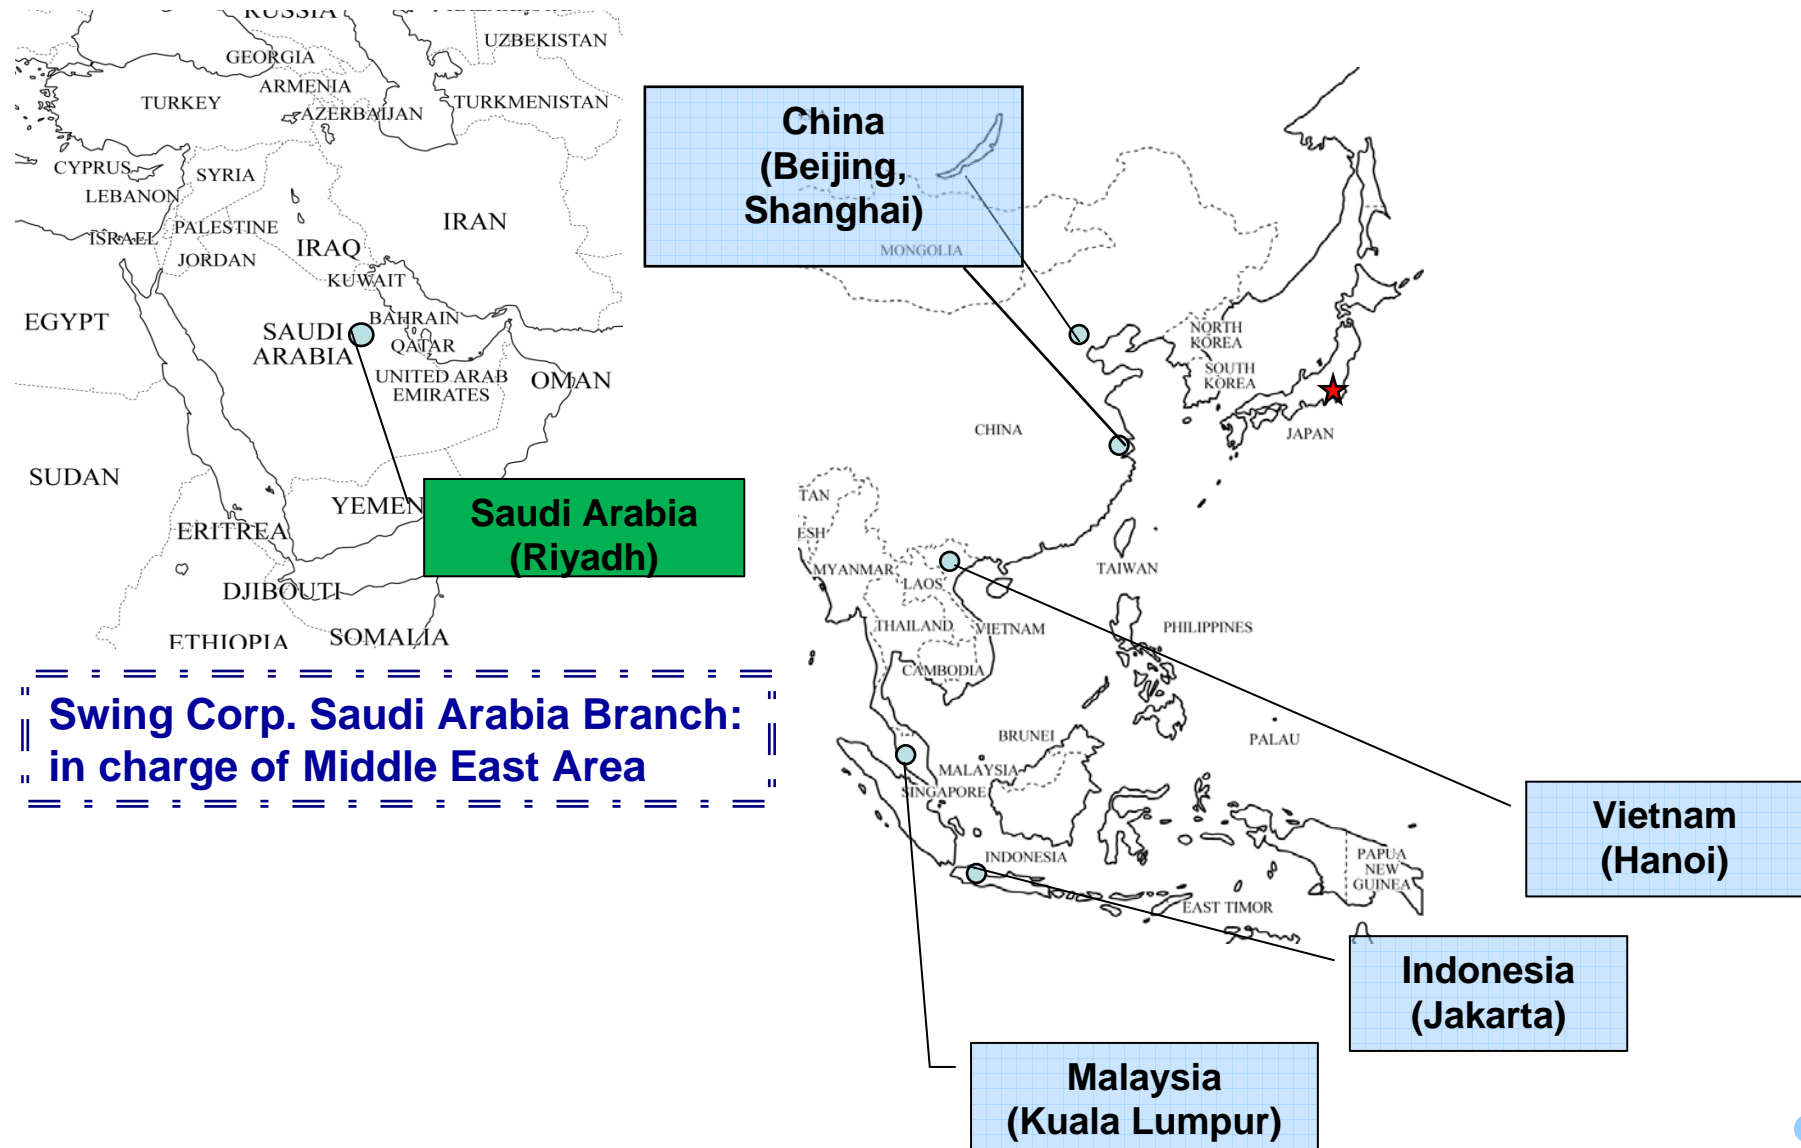 RUSSIA
UZBEKISTAN
GEORGIA
ARMENIA
TURKEY
AZERBAIJAN
TURKMENISTAN
CYPRUS
SYRIA
LEBANON
IRAN
PALESTINE
ISRAEL
IRAQ
JORDAN
KUWAIT
EGYPT
BAHRAIN
SAUDI
ARABIA
QATAR
UNITED ARAB
EMIRATES
OMAN
SUDAN
YEMEN
ERITREA
DJIBOUTI
ETHIOPIA
SOMALIA
Saudi Arabia
(Riyadh)
Swing Corp. Saudi Arabia Branch:
in charge of Middle East Area
China
(Beijing,
Shanghai)
MONGOLIA
NORTH
KOREA
SOUTH
KOREA
JAPAN
CHINA
TAN
ESH
MYANMAR
LAOS
TAIWAN
THAILAND
VIETNAM
PHILIPPINES
CAMBODIA
BRUNEI
PALAU
MALAYSIA
SINGAPORE
INDONESIA
PAPUA
NEW
GUINEA
EAST TIMOR
Vietnam
(Hanoi)
Indonesia
(Jakarta)
Malaysia
(Kuala Lumpur)